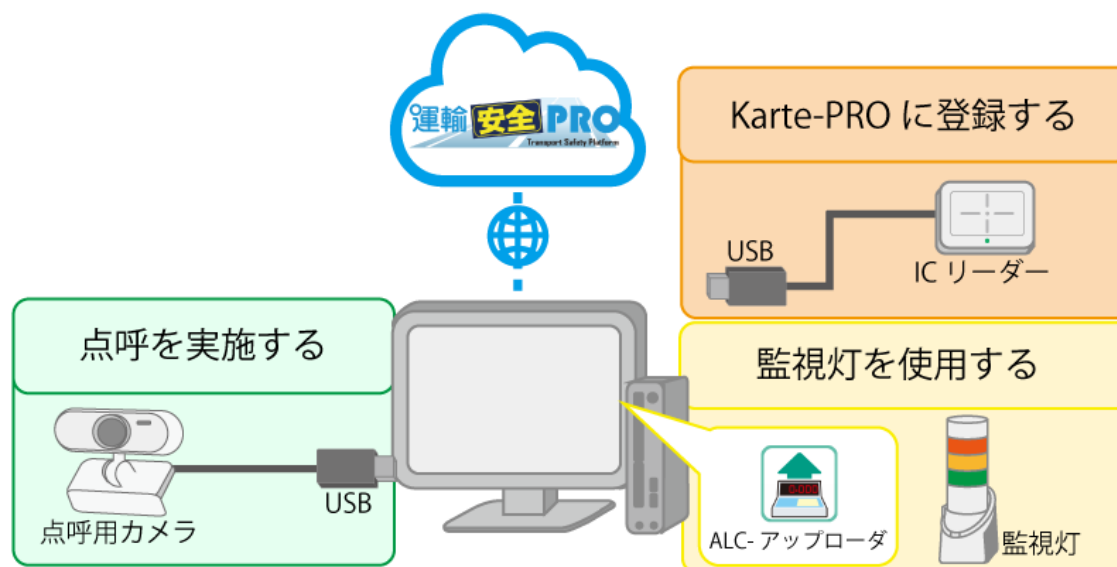 運輸安全PRO
Transport Safety Platform
Karte-PRO に登録する
USB
IC リーダー
点呼を実施する
USB
点呼用カメラ
監視灯を使用する
0.000
ALC-アップローダ
監視灯